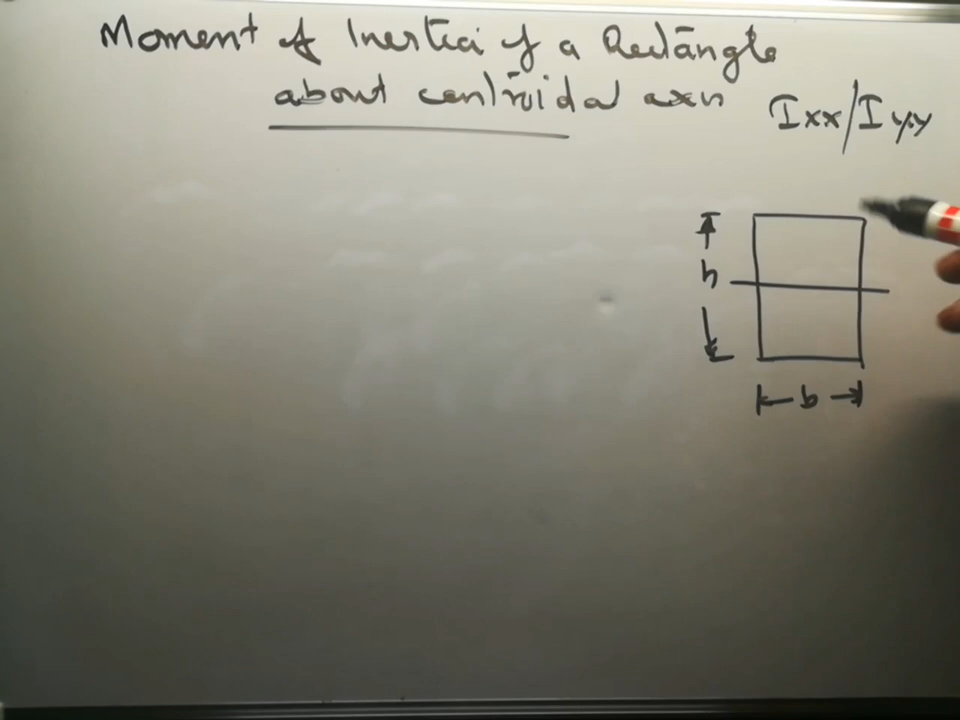 Moment of Inertia of a Rectangle
about centroidal axis
Ixx/Iyy
h
b